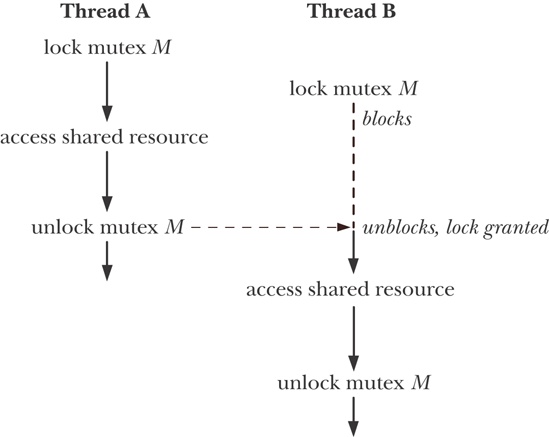 Thread A
Thread B
lock mutex M
lock mutex M
blocks
access shared resource
unlock mutex M
unblocks, lock granted
access shared resource
unlock mutex M